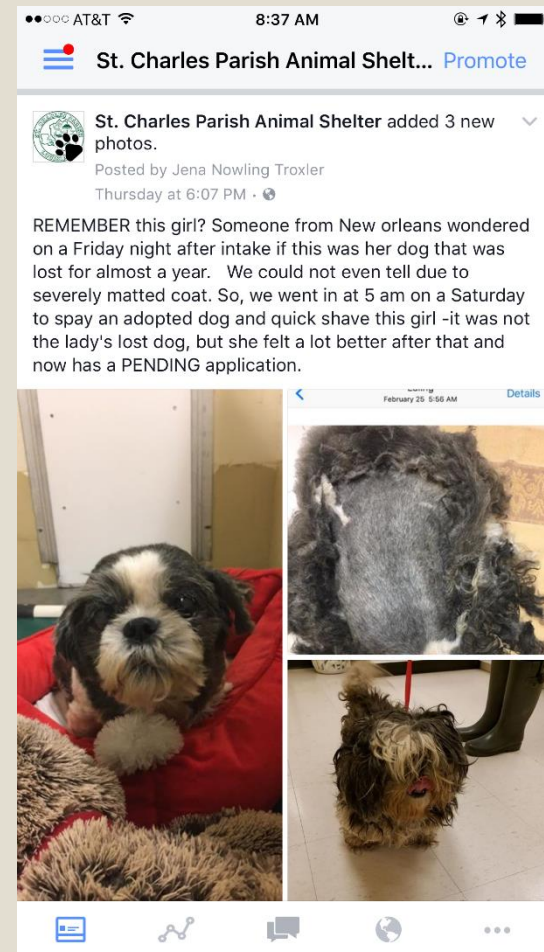 AT&T 8:37 AM
St. Charles Parish Animal Shelt... Promote
St. Charles Parish Animal Shelter added 3 new
photos.
Posted by Jena Nowling Troxler
Thursday at 6:07 PM ·
REMEMBER this girl? Someone from New orleans wondered
on a Friday night after intake if this was her dog that was
lost for almost a year. We could not even tell due to
severely matted coat. So, we went in at 5 am on a Saturday
to spay an adopted dog and quick shave this girl -it was not
the lady's lost dog, but she felt a lot better after that and
now has a PENDING application.
February 25 5:56 AM Details